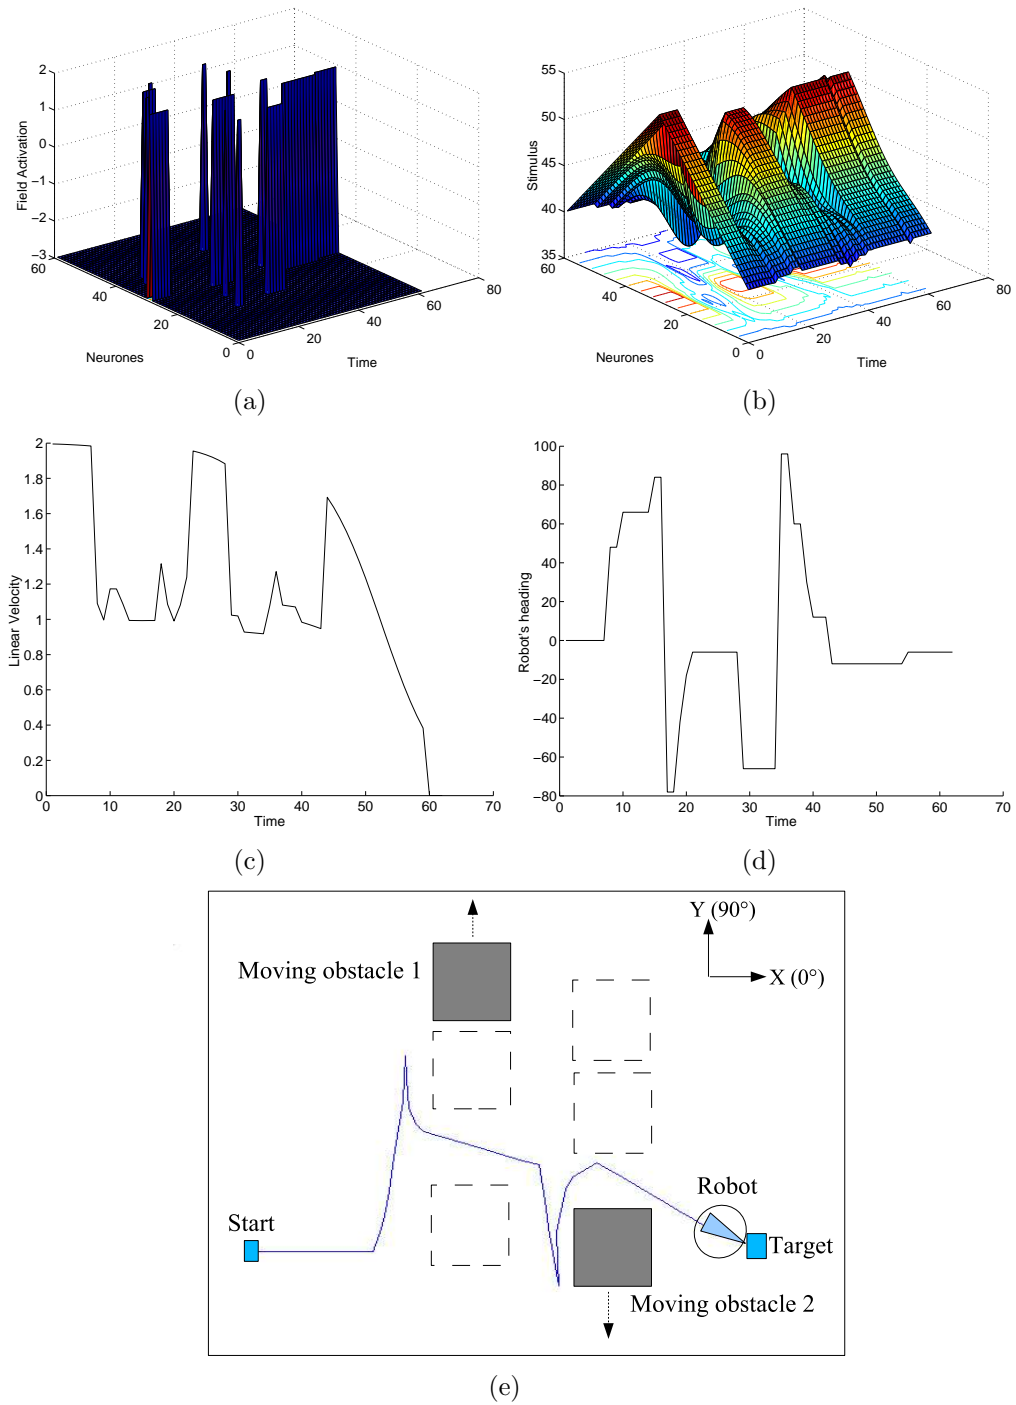 2
1
0
−1
−2
−3
Field Activation
60
40
20
0
Neurones
0
20
40
60
80
Time
(a)
55
50
45
40
35
Stimulus
60
40
20
0
Neurones
0
20
40
60
80
Time
(b)
2
1.8
1.6
1.4
1.2
1
0.8
0.6
0.4
0.2
0
Linear Velocity
0 10 20 30 40 50 60 70
Time
(c)
100
80
60
40
20
0
−20
−40
−60
−80
Robot's heading
0 10 20 30 40 50 60 70
Time
(d)
Y (90°)
X (0°)
Moving obstacle 1
Robot
Start
Target
Moving obstacle 2
(e)